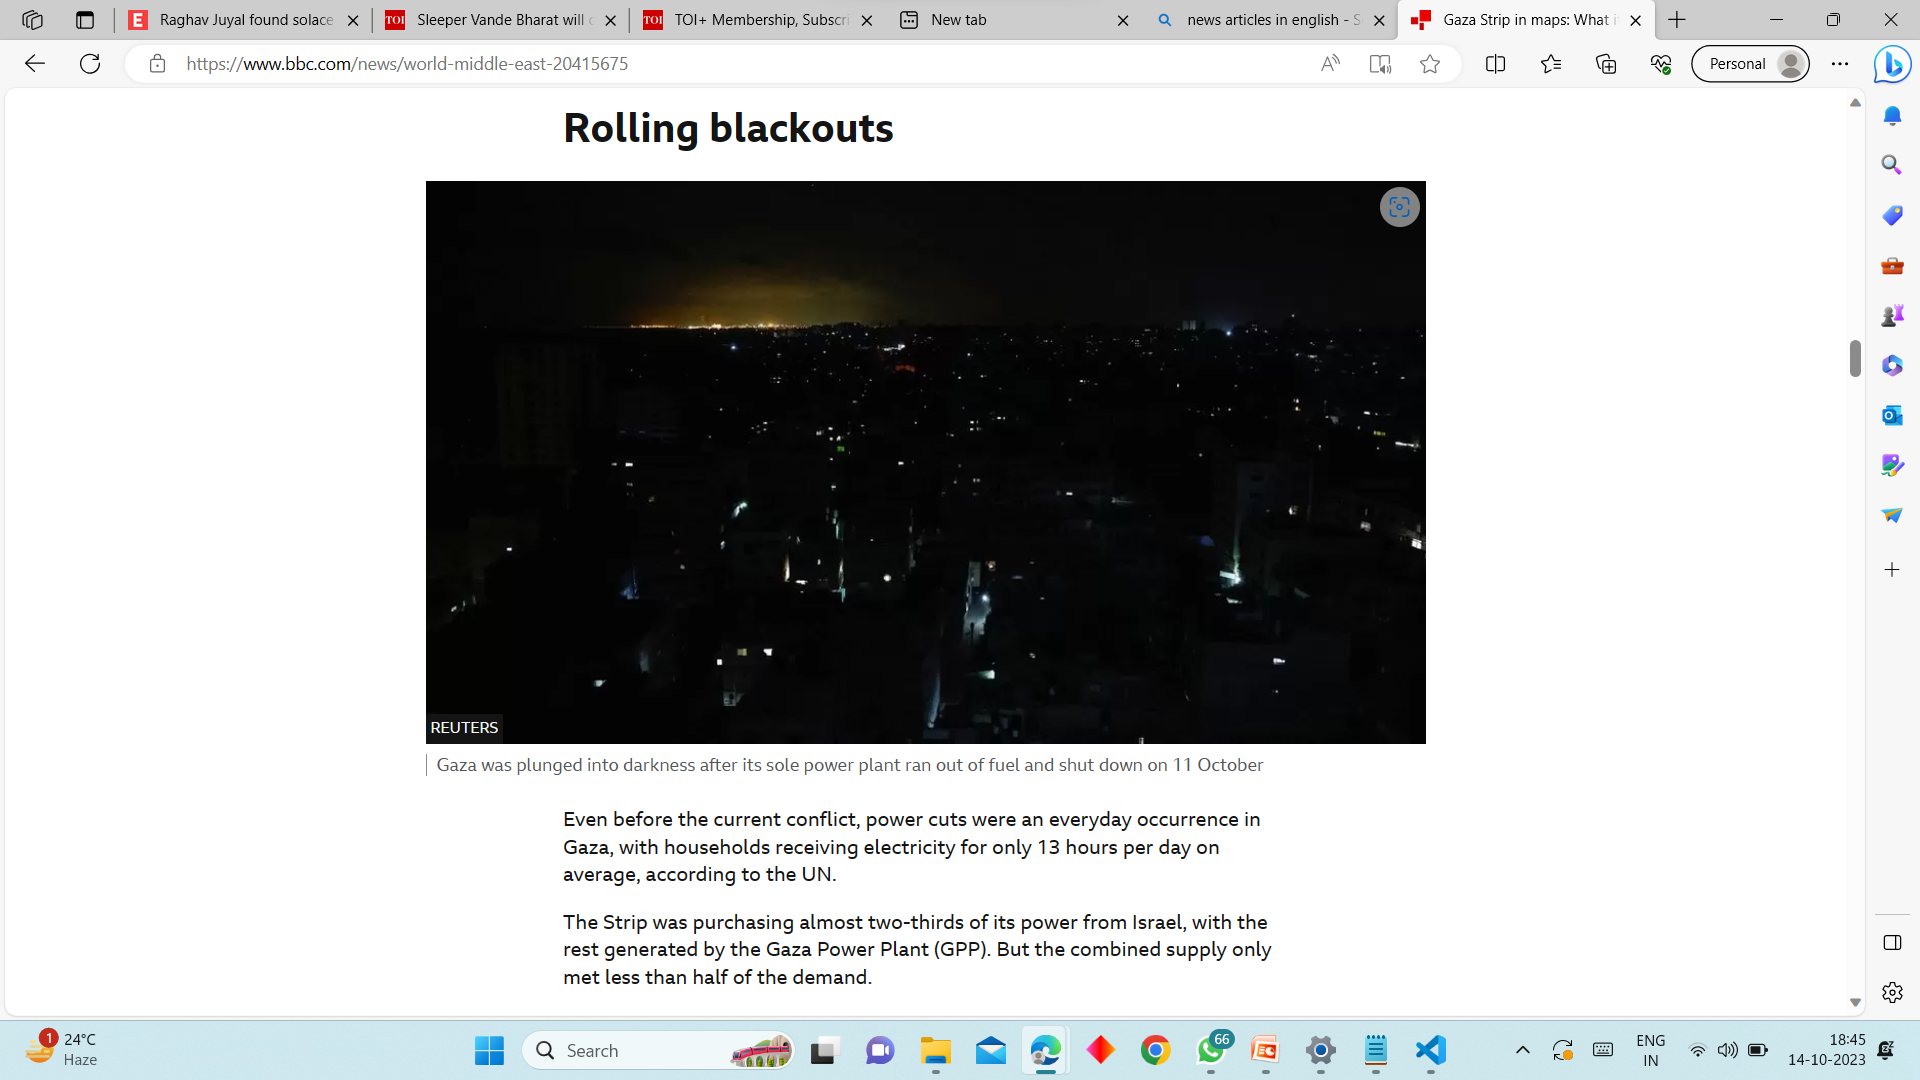 Raghav Juyal found solace
Sleeper Vande Bharat will c
TOI
TOI+ Membership, Subscri
TOI
New tab
news articles in english - S
Gaza Strip in maps: What i
https://www.bbc.com/news/world-middle-east-20415675
Personal
Rolling blackouts
REUTERS
Gaza was plunged into darkness after its sole power plant ran out of fuel and shut down on 11 October
Even before the current conflict, power cuts were an everyday occurrence in
Gaza, with households receiving electricity for only 13 hours per day on
average, according to the UN.
The Strip was purchasing almost two-thirds of its power from Israel, with the
rest generated by the Gaza Power Plant (GPP). But the combined supply only
met less than half of the demand.
1
24°C
Haze
Search
66
ENG
IN
18:45
14-10-2023